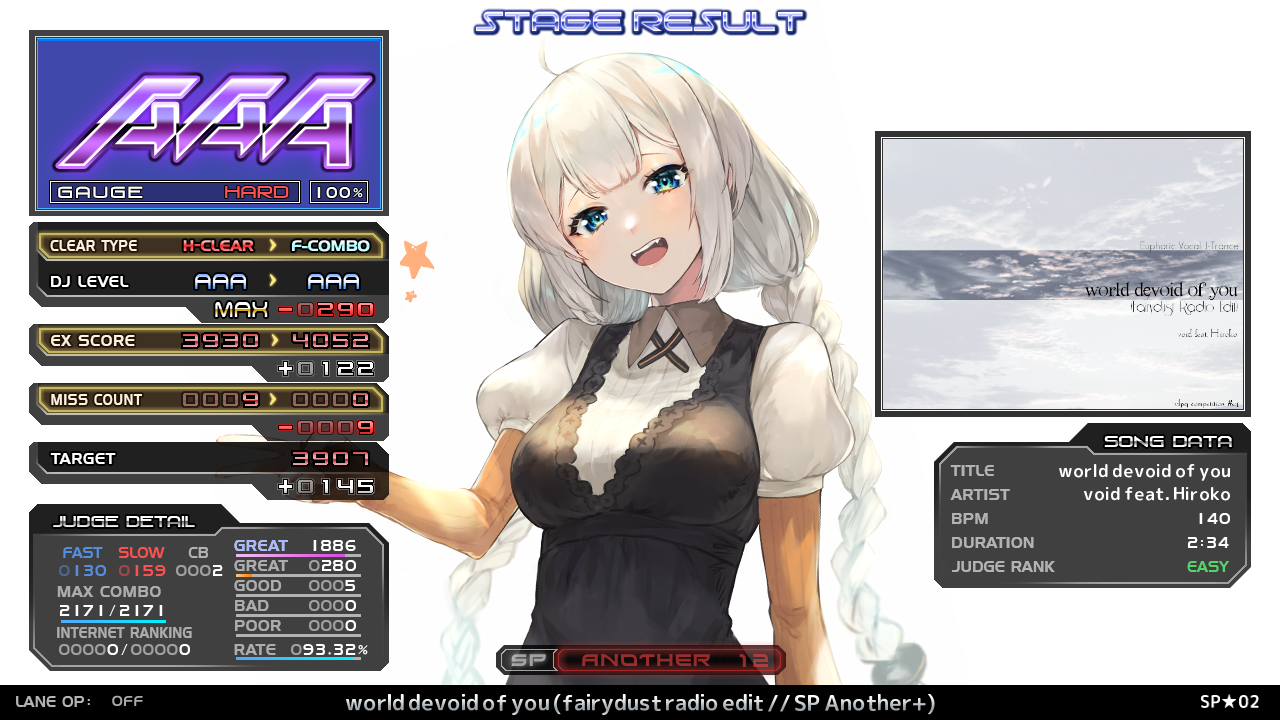 STAGE RESULT
AAA
GAUGE HARD 100%
CLEAR TYPE H-CLEAR > F-COMBO
DJ LEVEL AAA > AAA
MAX -0290
EX SCORE 3930 > 4052
+0122
MISS COUNT 0009 > 0000
-0009
TARGET 3907
+0145
JUDGE DETAIL
FAST SLOW CB
0130 0159 0002
MAX COMBO
2171/2171
INTERNET RANKING
00000/00000
GREAT 1886
GREAT 0280
GOOD 0005
BAD 0000
POOR 0000
RATE 093.32%
Euphoric Vocal J-Trance
world devoid of you
void feat. Hiroko
SONG DATA
TITLE world devoid of you
ARTIST void feat.Hiroko
BPM 140
DURATION 2:34
JUDGE RANK EASY
SP ANOTHER 12
LANE OP: OFF
world devoid of you (fairydust radio edit // SP Another+)
SP★02